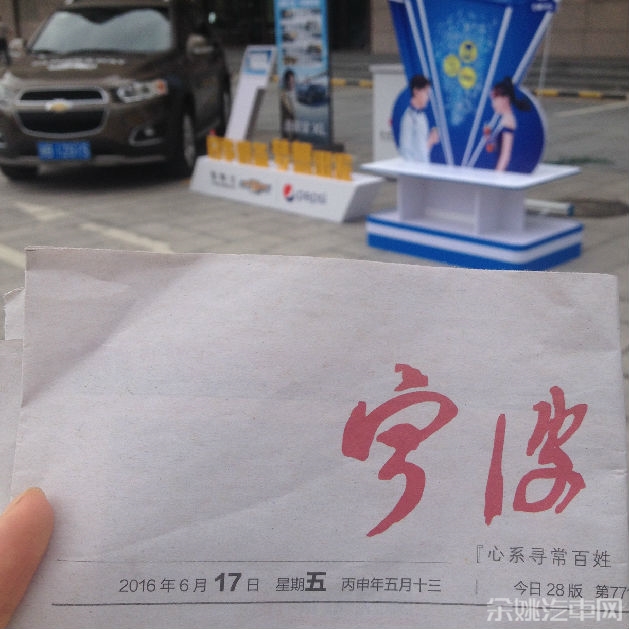 pepsi
宁波
『心系寻常百姓
2016年6月17日 星期五 丙申年五月十三 今日28版 第77
余姚汽车网